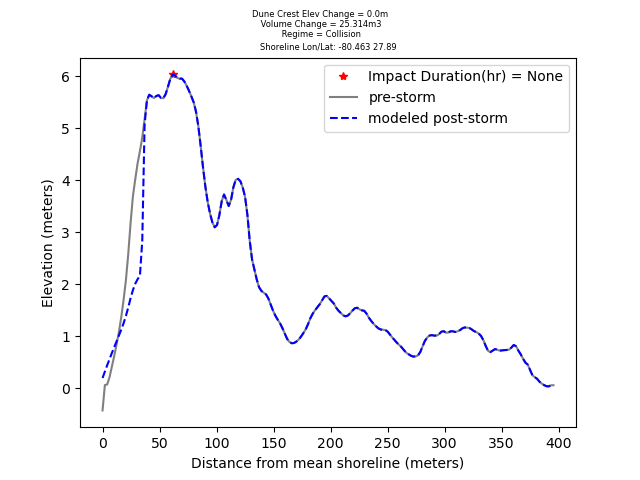 Dune Crest Elev Change = 0.0m
Volume Change = 25.314m3
Regime = Collision
Shoreline Lon/Lat: -80.463 27.89
Impact Duration(hr) = None
pre-storm
modeled post-storm
Elevation (meters)
6
5
4
3
2
1
0
0 50 100 150 200 250 300 350 400
Distance from mean shoreline (meters)